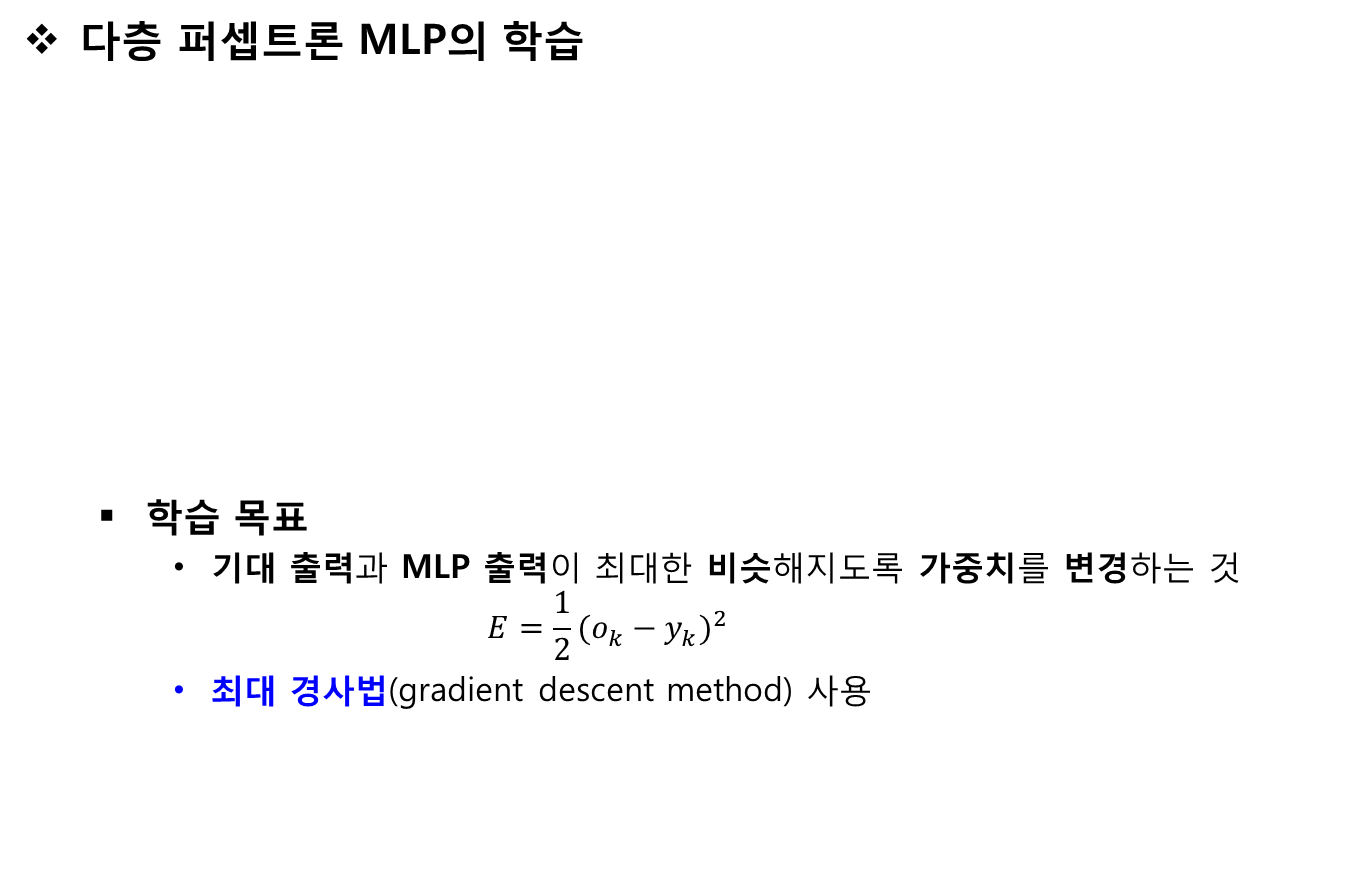 ❖ 다층 퍼셉트론 MLP의 학습
▪ 학습 목표
• 기대 출력과 MLP 출력이 최대한 비슷해지도록 가중치를 변경하는 것
E = 1/2 (oₖ − yₖ)²
• 최대 경사법(gradient descent method) 사용